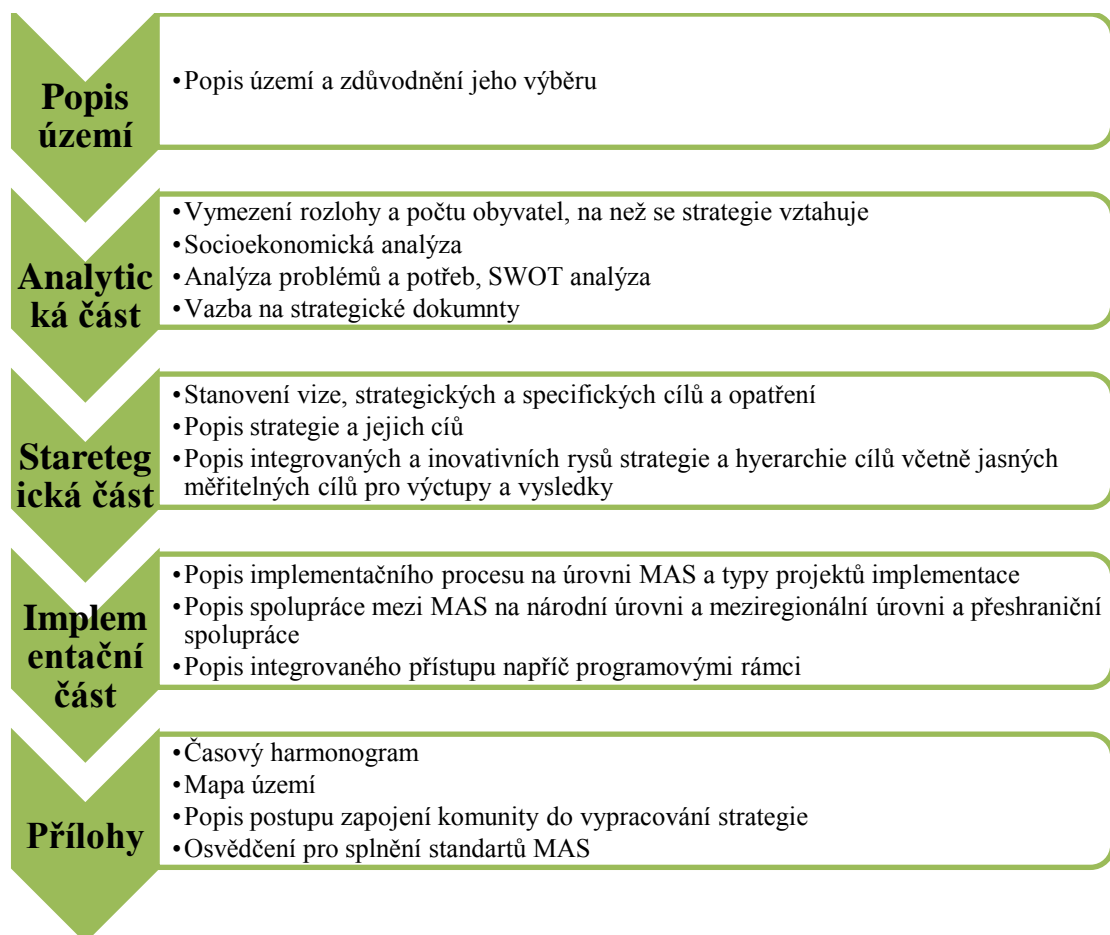 Popis
území
•Popis území a zdůvodnění jeho výběru
Analytic
ká část
•Vymezení rozlohy a počtu obyvatel, na než se strategie vztahuje
•Socioekonomická analýza
•Analýza problémů a potřeb, SWOT analýza
•Vazba na strategické dokumnty
Stareteg
ická část
•Stanovení vize, strategických a specifických cílů a opatření
•Popis strategie a jejich cíů
•Popis integrovaných a inovativních rysů strategie a hyerarchie cílů včetně jasných
měřitelných cílů pro výctupy a vysledky
Implem
entační
část
•Popis implementačního procesu na úrovni MAS a typy projektů implementace
•Popis spolupráce mezi MAS na národní úrovni a meziregionální úrovni a přeshraniční
spolupráce
•Popis integrovaného přístupu napříč programovými rámci
Přílohy
•Časový harmonogram
•Mapa území
•Popis postupu zapojení komunity do vypracování strategie
•Osvědčení pro splnění standartů MAS